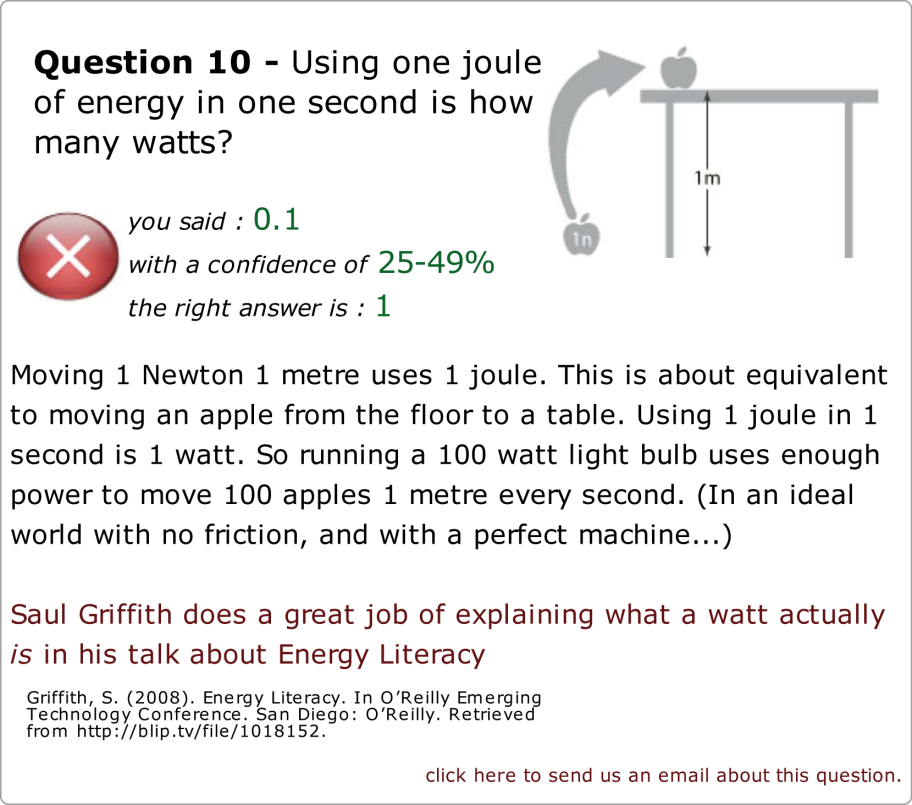 Question 10 - Using one joule
of energy in one second is how
many watts?
1m
1n
you said : 0.1
with a confidence of 25-49%
the right answer is : 1
Moving 1 Newton 1 metre uses 1 joule. This is about equivalent
to moving an apple from the floor to a table. Using 1 joule in 1
second is 1 watt. So running a 100 watt light bulb uses enough
power to move 100 apples 1 metre every second. (In an ideal
world with no friction, and with a perfect machine...)
Saul Griffith does a great job of explaining what a watt actually
is in his talk about Energy Literacy
Griffith, S. (2008). Energy Literacy. In O’Reilly Emerging
Technology Conference. San Diego: O’Reilly. Retrieved
from http://blip.tv/file/1018152.
click here to send us an email about this question.